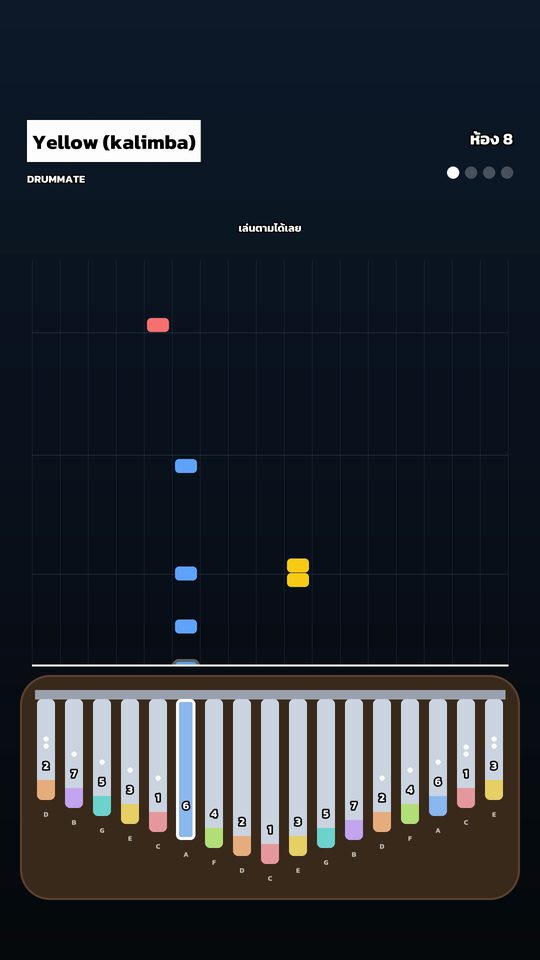 Yellow (kalimba)
ห้อง 8
DRUMMATE
เล่นตามได้เลย
2 7 5 3 1 6 4 2 1 3 5 7 2 4 6 1 3
D B G E C A F D C E G B D F A C E